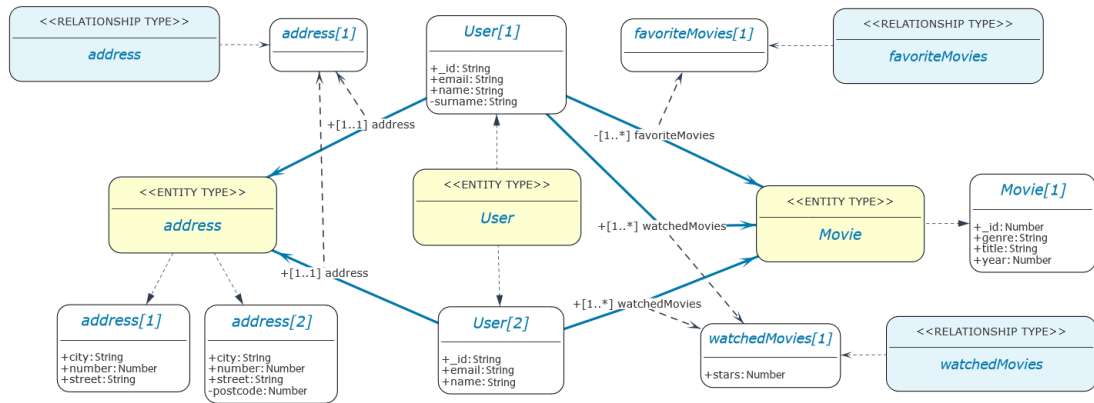 <<RELATIONSHIP TYPE>>
address
address[1]
User[1]
+_id: String
+email: String
+name: String
-surname: String
favoriteMovies[1]
<<RELATIONSHIP TYPE>>
favoriteMovies
+[1..1] address
-[1..*] favoriteMovies
<<ENTITY TYPE>>
address
<<ENTITY TYPE>>
User
<<ENTITY TYPE>>
Movie
Movie[1]
+_id: Number
+genre: String
+title: String
+year: Number
+[1..*] watchedMovies
+[1..1] address
+[1..*] watchedMovies
address[1]
+city: String
+number: Number
+street: String
address[2]
+city: String
+number: Number
+street: String
-postcode: Number
User[2]
+_id: String
+email: String
+name: String
watchedMovies[1]
+stars: Number
<<RELATIONSHIP TYPE>>
watchedMovies